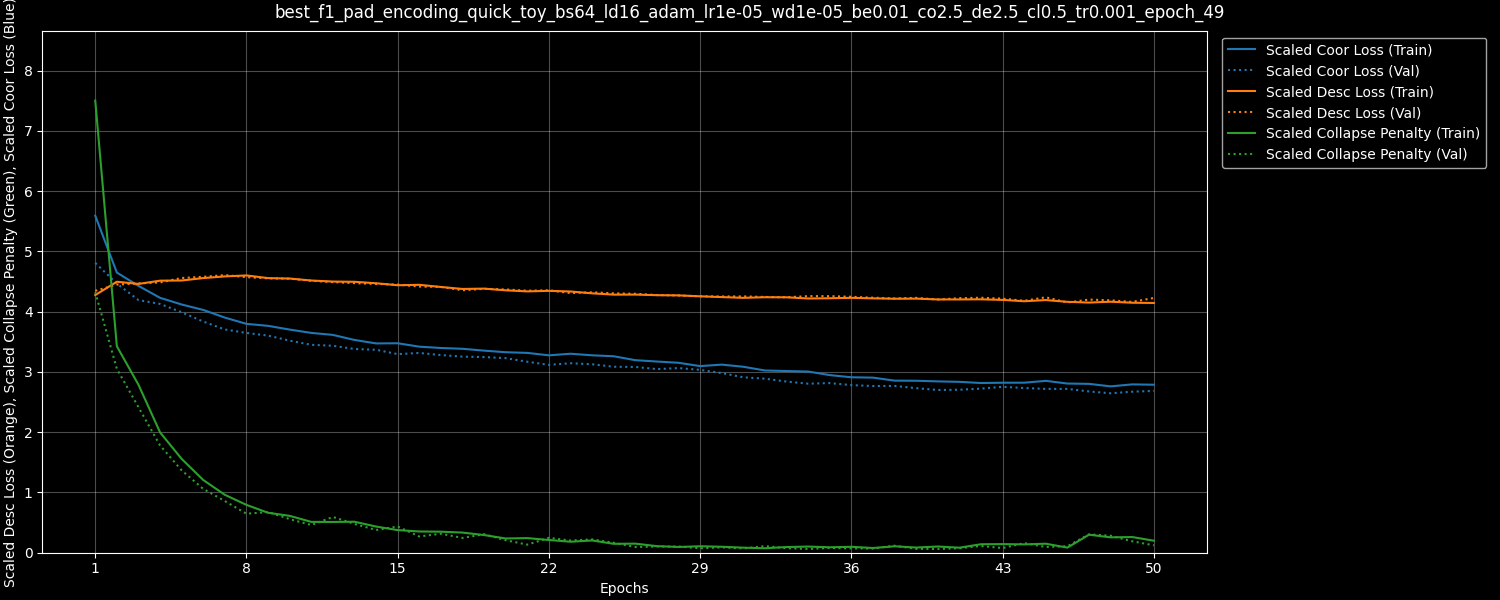 best_f1_pad_encoding_quick_toy_bs64_ld16_adam_lr1e-05_wd1e-05_be0.01_co2.5_de2.5_cl0.5_tr0.001_epoch_49
Scaled Desc Loss (Orange), Scaled Collapse Penalty (Green), Scaled Coor Loss (Blue)
8
7
6
5
4
3
2
1
0
1 8 15 22 29 36 43 50
Epochs
Scaled Coor Loss (Train)
Scaled Coor Loss (Val)
Scaled Desc Loss (Train)
Scaled Desc Loss (Val)
Scaled Collapse Penalty (Train)
Scaled Collapse Penalty (Val)